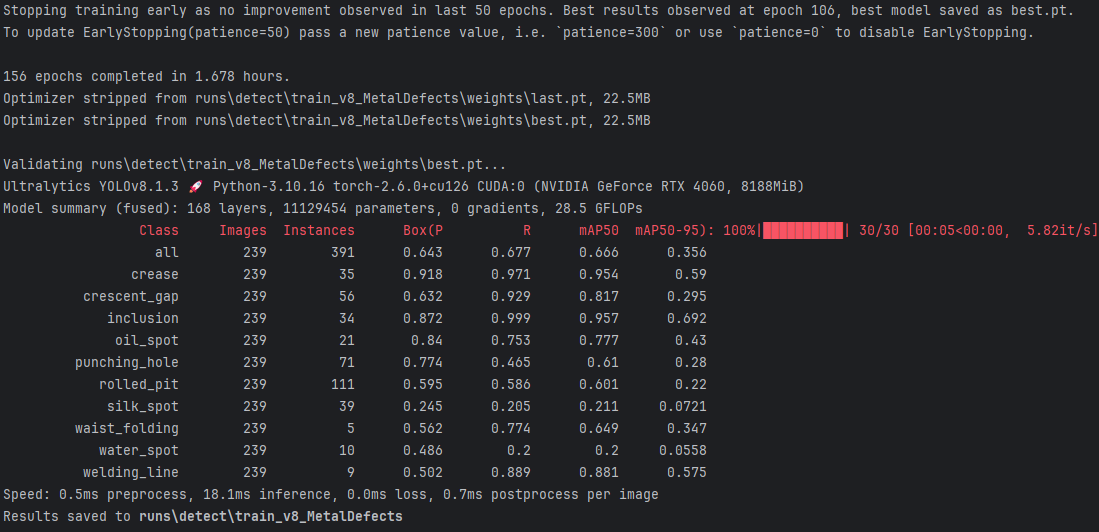 Stopping training early as no improvement observed in last 50 epochs. Best results observed at epoch 106, best model saved as best.pt.
To update EarlyStopping(patience=50) pass a new patience value, i.e. `patience=300` or use `patience=0` to disable EarlyStopping.
156 epochs completed in 1.678 hours.
Optimizer stripped from runs\detect\train_v8_MetalDefects\weights\last.pt, 22.5MB
Optimizer stripped from runs\detect\train_v8_MetalDefects\weights\best.pt, 22.5MB
Validating runs\detect\train_v8_MetalDefects\weights\best.pt...
Ultralytics YOLOv8.1.3 🚀 Python-3.10.16 torch-2.6.0+cu126 CUDA:0 (NVIDIA GeForce RTX 4060, 8188MiB)
Model summary (fused): 168 layers, 11129454 parameters, 0 gradients, 28.5 GFLOPs
Class Images Instances Box(P R mAP50 mAP50-95): 100%|██████████| 30/30 [00:05<00:00, 5.82it/s]
all 239 391 0.643 0.677 0.666 0.356
crease 239 35 0.918 0.971 0.954 0.59
crescent_gap 239 56 0.632 0.929 0.817 0.295
inclusion 239 34 0.872 0.999 0.957 0.692
oil_spot 239 21 0.84 0.753 0.777 0.43
punching_hole 239 71 0.774 0.465 0.61 0.28
rolled_pit 239 111 0.595 0.586 0.601 0.22
silk_spot 239 39 0.245 0.205 0.211 0.0721
waist_folding 239 5 0.562 0.774 0.649 0.347
water_spot 239 10 0.486 0.2 0.2 0.0558
welding_line 239 9 0.502 0.889 0.881 0.575
Speed: 0.5ms preprocess, 18.1ms inference, 0.0ms loss, 0.7ms postprocess per image
Results saved to runs\detect\train_v8_MetalDefects